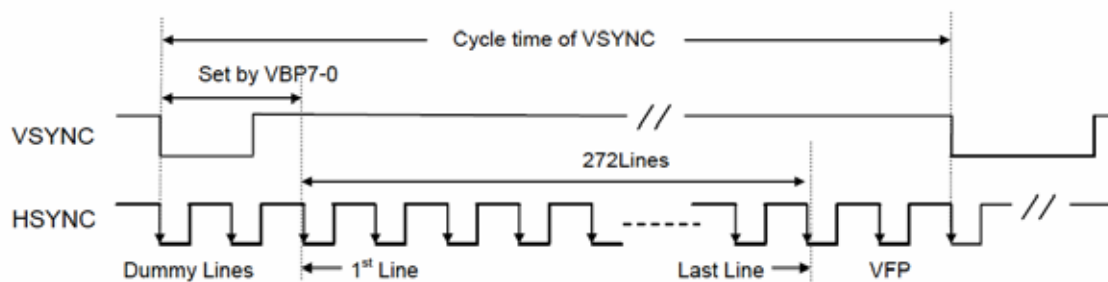 Cycle time of VSYNC
Set by VBP7-0
VSYNC
272Lines
HSYNC
Dummy Lines
1st Line
Last Line
VFP